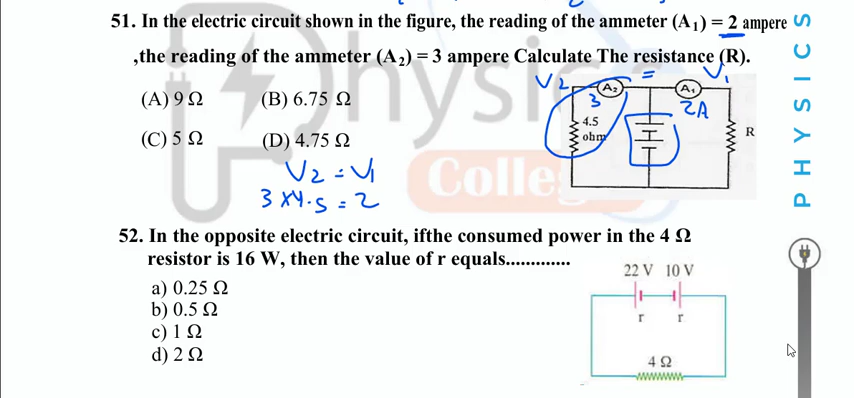 51. In the electric circuit shown in the figure, the reading of the ammeter (A₁) = 2 ampere
,the reading of the ammeter (A₂) = 3 ampere Calculate The resistance (R).
(A) 9 Ω (B) 6.75 Ω
(C) 5 Ω (D) 4.75 Ω
V₂ = V₁
A₂ A₁
3 2A
4.5
ohm
R
V₂ = V₁
3 × 4.5 = 2
Physic
Colle
52. In the opposite electric circuit, ifthe consumed power in the 4 Ω
resistor is 16 W, then the value of r equals.............
a) 0.25 Ω
b) 0.5 Ω
c) 1 Ω
d) 2 Ω
22 V 10 V
r r
4 Ω
PHYSICS